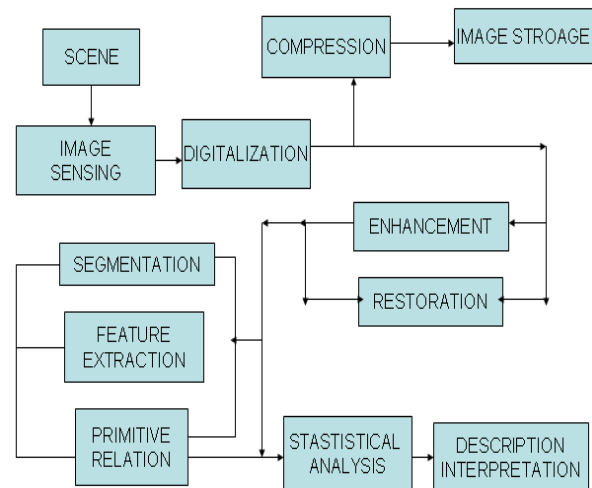 SCENE
COMPRESSION
IMAGE STROAGE
IMAGE
SENSING
DIGITALIZATION
ENHANCEMENT
RESTORATION
SEGMENTATION
FEATURE
EXTRACTION
PRIMITIVE
RELATION
STASTISTICAL
ANALYSIS
DESCRIPTION
INTERPRETATION